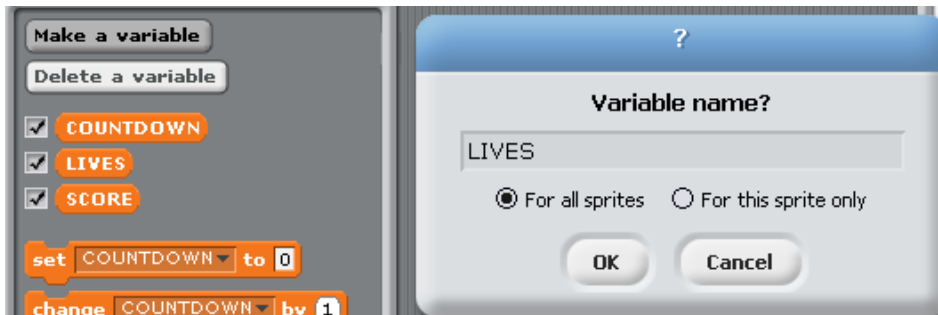 Make a variable
Delete a variable
COUNTDOWN
LIVES
SCORE
set COUNTDOWN to 0
change COUNTDOWN by 1
?
Variable name?
LIVES
For all sprites For this sprite only
OK Cancel